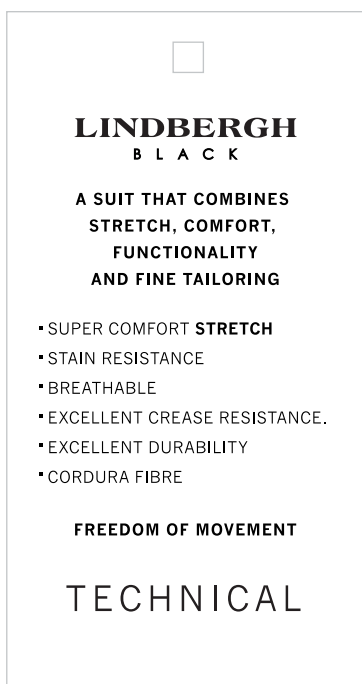 LINDBERGH
BLACK
A SUIT THAT COMBINES
STRETCH, COMFORT,
FUNCTIONALITY
AND FINE TAILORING
▪ SUPER COMFORT STRETCH
▪ STAIN RESISTANCE
▪ BREATHABLE
▪ EXCELLENT CREASE RESISTANCE.
▪ EXCELLENT DURABILITY
▪ CORDURA FIBRE
FREEDOM OF MOVEMENT
TECHNICAL